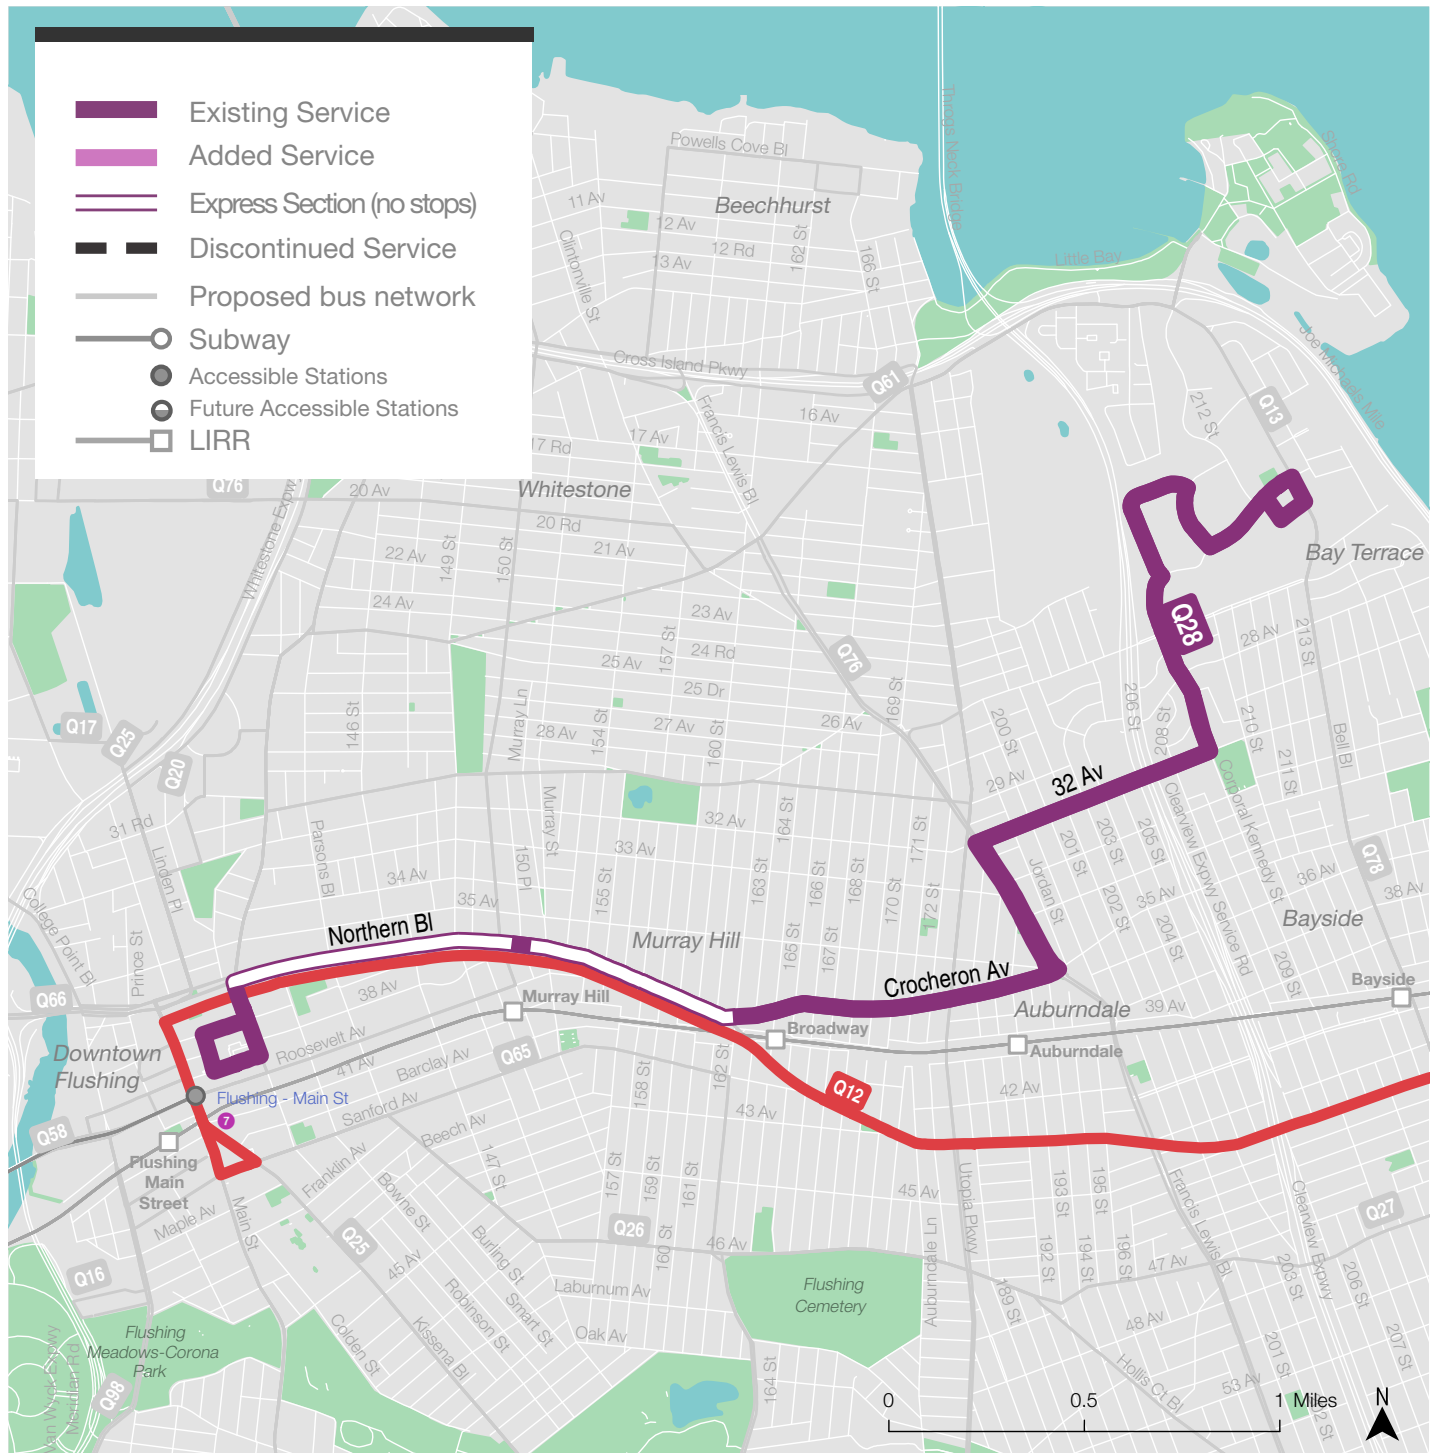 Existing Service
Added Service
Express Section (no stops)
Discontinued Service
Proposed bus network
Subway
Accessible Stations
Future Accessible Stations
LIRR
Powells Cove Bl
Beechhurst
11 Av
12 Av
12 Rd
13 Av
Clintonville St
162 St
166 St
Throgs Neck Bridge
Little Bay
Shore Rd
Joe Michaels Mile
Cross Island Pkwy
Q61
16 Av
Francis Lewis Bl
17 Av
17 Rd
212 St
Q13
Q76
20 Av
Whitestone
Whitestone Expwy
20 Rd
21 Av
22 Av
149 St
150 St
24 Av
23 Av
24 Rd
157 St
25 Av
25 Dr
Q76
Bay Terrace
Q28
28 Av
213 St
Q17
Q25
Q20
146 St
Murray Ln
28 Av
154 St
27 Av
160 St
26 Av
169 St
200 St
206 St
208 St
210 St
211 St
Bell Bl
29 Av
32 Av
31 Rd
Linden Pl
Parsons Bl
Murray St
150 Pl
32 Av
33 Av
164 St
171 St
34 Av
35 Av
155 St
163 St
166 St
168 St
170 St
172 St
165 St
167 St
Jordan St
201 St
203 St
205 St
202 St
35 Av
204 St
Clearview Expwy Service Rd
Corporal Kennedy St
209 St
36 Av
Q78
38 Av
Bayside
Bayside
College Point Bl
Prince St
Q66
Northern Bl
Murray Hill
38 Av
Murray Hill
Crocheron Av
Auburndale
39 Av
Broadway
Auburndale
Downtown
Flushing
Roosevelt Av
41 Av
Barclay Av
Q65
Sanford Av
Flushing - Main St
7
Q58
Flushing
Main
Street
Q12
162 St
158 St
43 Av
42 Av
Beech Av
Franklin Av
147 St
157 St
159 St
161 St
Bowne St
Maple Av
Main St
Q25
45 Av
Burling St
Q26
160 St
46 Av
45 Av
Auburndale Ln
Utopia Pkwy
193 St
195 St
192 St
194 St
196 St
47 Av
Francis Lewis Bl
Clearview Expwy
Q27
Q16
Laburnum Av
Robinson St
Smart St
Oak Av
Flushing
Cemetery
189 St
48 Av
203 St
206 St
207 St
201 St
Flushing
Meadows-Corona
Park
Colden St
Kissena Bl
164 St
Hollis Ct Bl
53 Av
Van Wyck Expwy
Meridian Rd
Q98
0
0.5
1 Miles
N